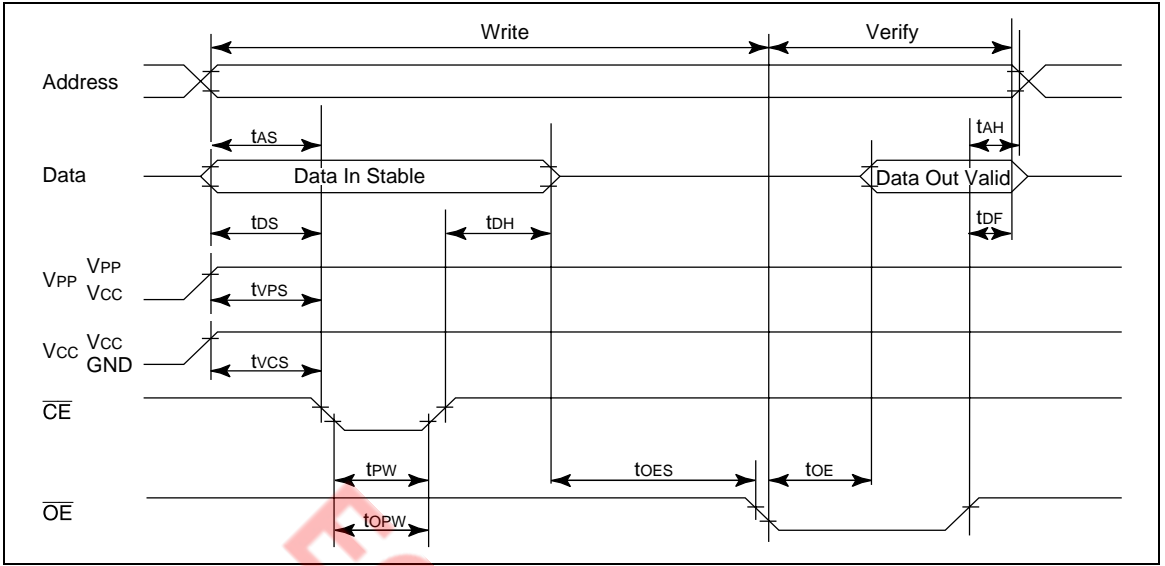 Write Verify
Address
tAS tAH
Data Data In Stable Data Out Valid
tDS tDH tDF
VPP VPP
VCC
tVPS
VCC VCC
GND
tVCS
CE
tPW tOES tOE
OE
tOPW